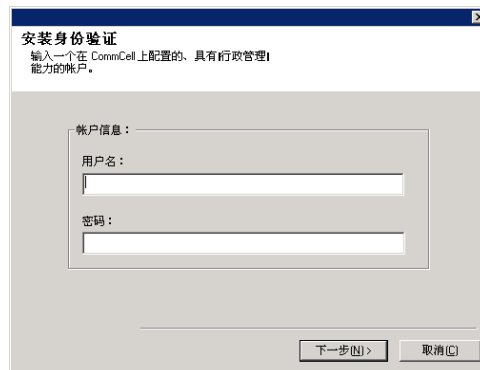 安装身份验证
输入一个在 CommCell 上配置的、具有行政管理
能力的帐户。
帐户信息：
用户名：
密码：
下一步(N) >
取消(C)